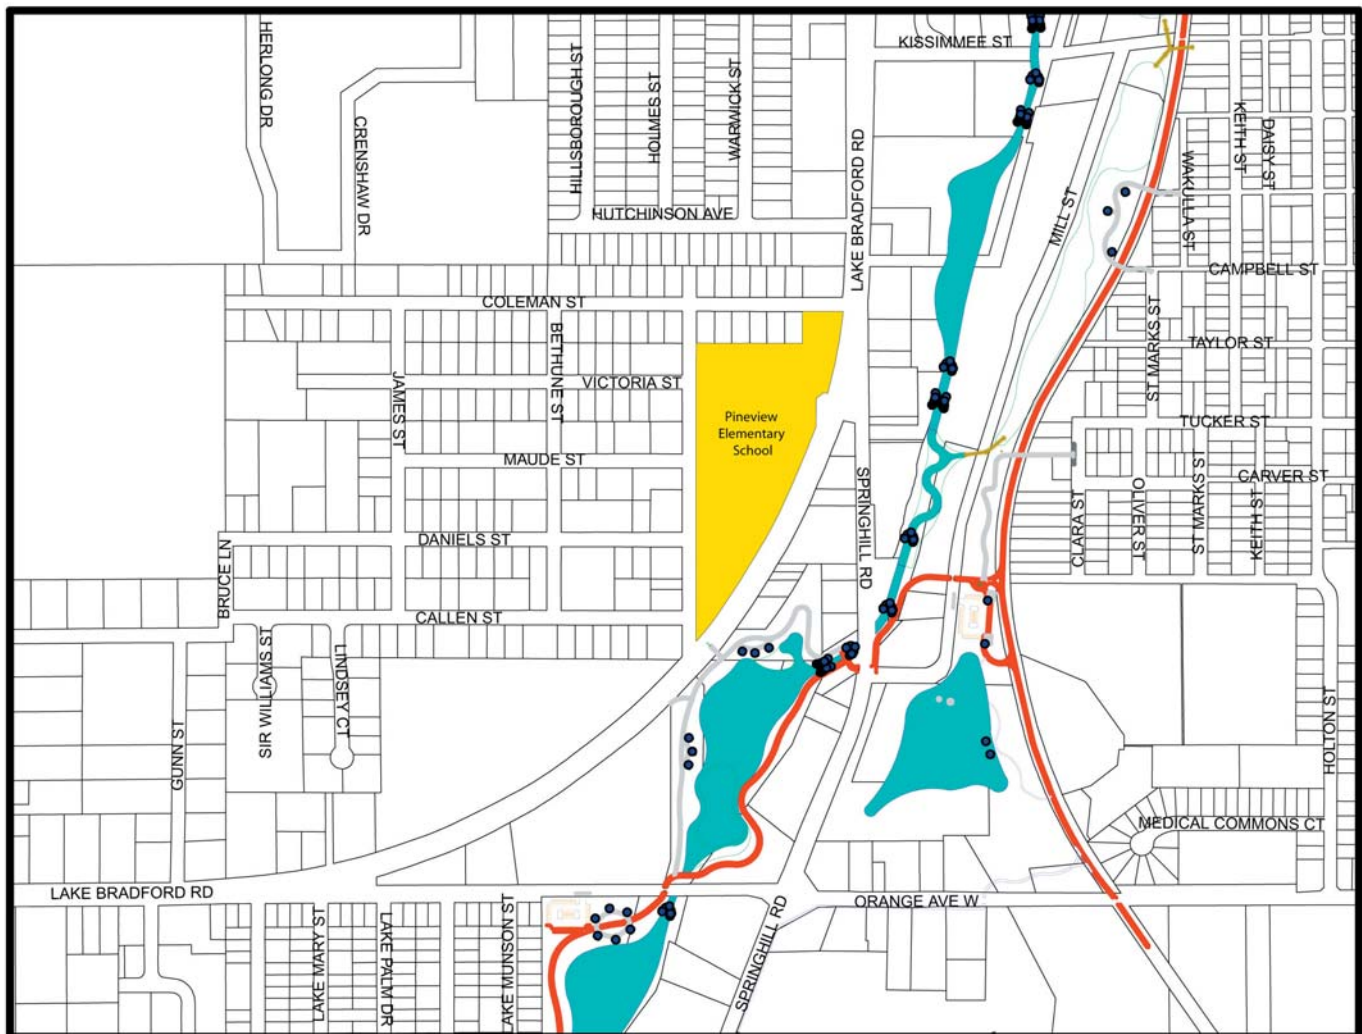 KISSIMMEE ST
HERLONG DR
CRENSHAW DR
HILLSBOROUGH ST
HOLMES ST
WARWICK ST
LAKE BRADFORD RD
MILL ST
KEITH ST
DAISY ST
WAKULLA ST
HUTCHINSON AVE
CAMPBELL ST
COLEMAN ST
BETHUNE ST
ST MARKS ST
TAYLOR ST
JAMES ST
VICTORIA ST
Pineview
Elementary
School
TUCKER ST
MAUDE ST
SPRINGHILL RD
CARVER ST
CLARA ST
OLIVER ST
ST MARKS ST
KEITH ST
DANIELS ST
BRUCE LN
CALLEN ST
SIR WILLIAMS ST
LINDSEY CT
GUNN ST
HOLTON ST
MEDICAL COMMONS CT
LAKE BRADFORD RD
ORANGE AVE W
LAKE MARY ST
LAKE PALM DR
LAKE MUNSON ST
SPRINGHILL RD